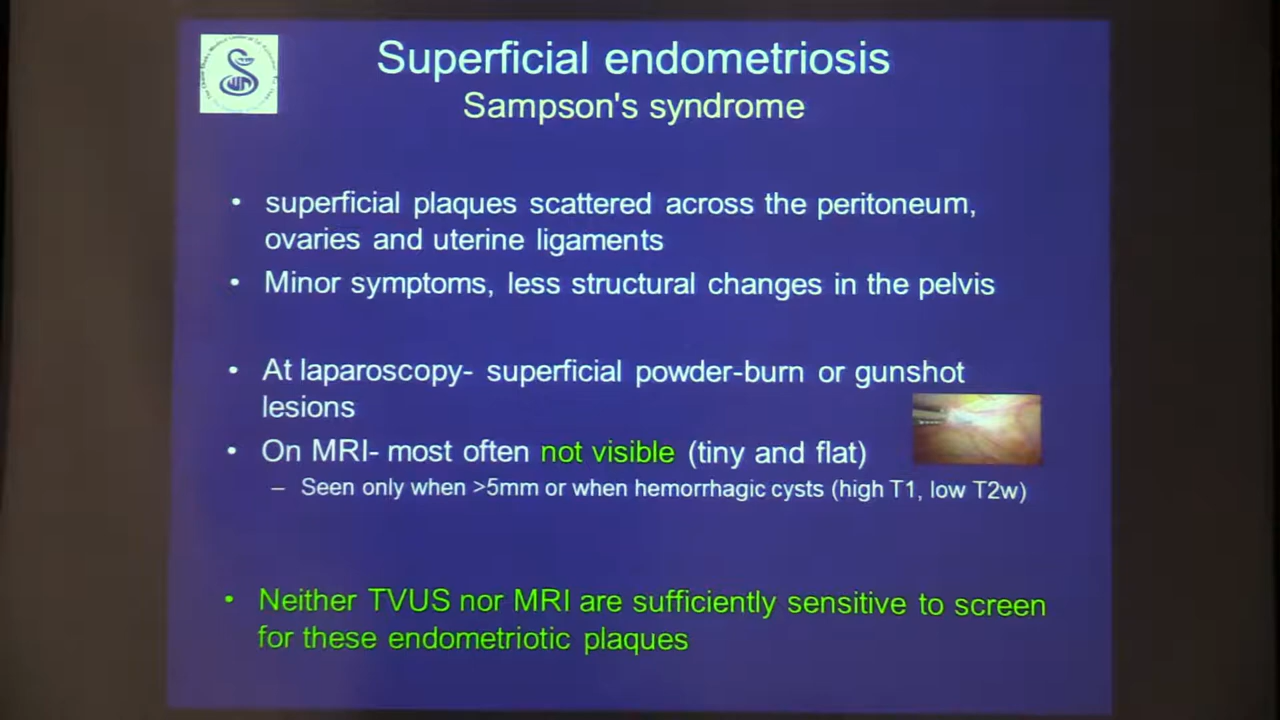 Superficial endometriosis
Sampson's syndrome
• superficial plaques scattered across the peritoneum,
ovaries and uterine ligaments
• Minor symptoms, less structural changes in the pelvis
• At laparoscopy- superficial powder-burn or gunshot
lesions
• On MRI- most often not visible (tiny and flat)
– Seen only when >5mm or when hemorrhagic cysts (high T1, low T2w)
• Neither TVUS nor MRI are sufficiently sensitive to screen
for these endometriotic plaques